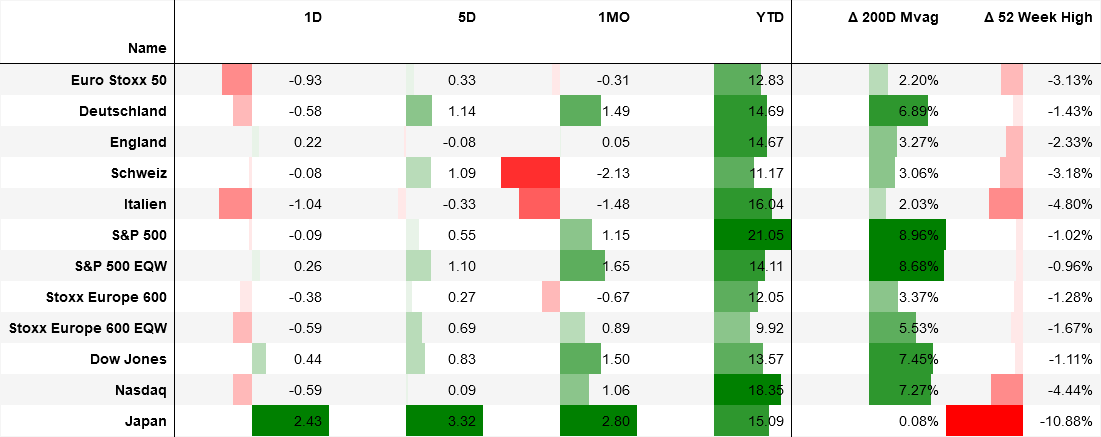 1D 5D 1MO YTD Δ 200D Mvag Δ 52 Week High
Name
Euro Stoxx 50 -0.93 0.33 -0.31 12.83 2.20% -3.13%
Deutschland -0.58 1.14 1.49 14.69 6.89% -1.43%
England 0.22 -0.08 0.05 14.67 3.27% -2.33%
Schweiz -0.08 1.09 -2.13 11.17 3.06% -3.18%
Italien -1.04 -0.33 -1.48 16.04 2.03% -4.80%
S&P 500 -0.09 0.55 1.15 21.05 8.96% -1.02%
S&P 500 EQW 0.26 1.10 1.65 14.11 8.68% -0.96%
Stoxx Europe 600 -0.38 0.27 -0.67 12.05 3.37% -1.28%
Stoxx Europe 600 EQW -0.59 0.69 0.89 9.92 5.53% -1.67%
Dow Jones 0.44 0.83 1.50 13.57 7.45% -1.11%
Nasdaq -0.59 0.09 1.06 18.35 7.27% -4.44%
Japan 2.43 3.32 2.80 15.09 0.08% -10.88%